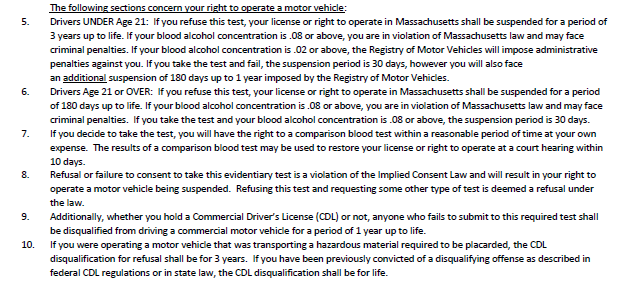 The following sections concern your right to operate a motor vehicle:
5. Drivers UNDER Age 21: If you refuse this test, your license or right to operate in Massachusetts shall be suspended for a period of
3 years up to life. If your blood alcohol concentration is .08 or above, you are in violation of Massachusetts law and may face
criminal penalties. If your blood alcohol concentration is .02 or above, the Registry of Motor Vehicles will impose administrative
penalties against you. If you take the test and fail, the suspension period is 30 days, however you will also face
an additional suspension of 180 days up to 1 year imposed by the Registry of Motor Vehicles.
6. Drivers Age 21 or OVER: If you refuse this test, your license or right to operate in Massachusetts shall be suspended for a period
of 180 days up to life. If your blood alcohol concentration is .08 or above, you are in violation of Massachusetts law and may face
criminal penalties. If you take the test and your blood alcohol concentration is .08 or above, the suspension period is 30 days.
7. If you decide to take the test, you will have the right to a comparison blood test within a reasonable period of time at your own
expense. The results of a comparison blood test may be used to restore your license or right to operate at a court hearing within
10 days.
8. Refusal or failure to consent to take this evidentiary test is a violation of the Implied Consent Law and will result in your right to
operate a motor vehicle being suspended. Refusing this test and requesting some other type of test is deemed a refusal under
the law.
9. Additionally, whether you hold a Commercial Driver's License (CDL) or not, anyone who fails to submit to this required test shall
be disqualified from driving a commercial motor vehicle for a period of 1 year up to life.
10. If you were operating a motor vehicle that was transporting a hazardous material required to be placarded, the CDL
disqualification for refusal shall be for 3 years. If you have been previously convicted of a disqualifying offense as described in
federal CDL regulations or in state law, the CDL disqualification shall be for life.